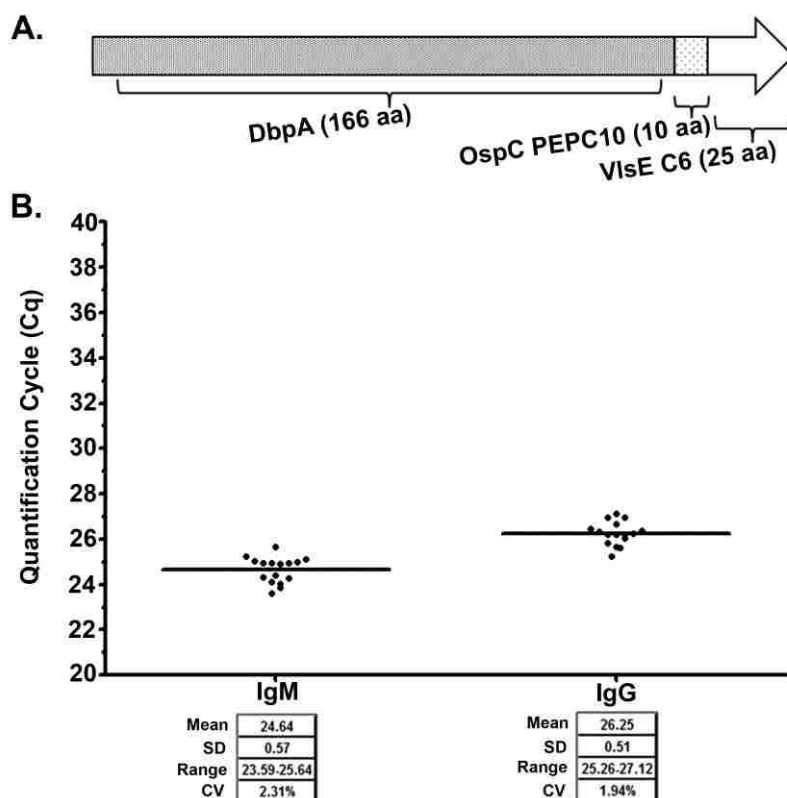 A.
DbpA (166 aa)
OspC PEPC10 (10 aa)
VlsE C6 (25 aa)
B.
Quantification Cycle (Cq)
40
38
36
34
32
30
28
26
24
22
20
IgM IgG
Mean 24.64 Mean 26.25
SD 0.57 SD 0.51
Range 23.59-25.64 Range 25.26-27.12
CV 2.31% CV 1.94%